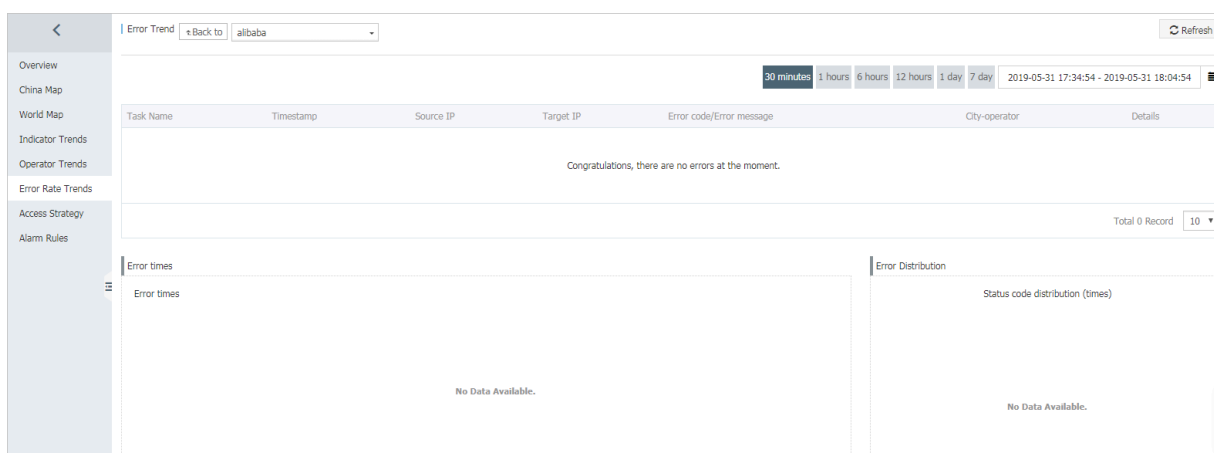 Error Trend Back to alibaba Refresh
30 minutes 1 hours 6 hours 12 hours 1 day 7 day 2019-05-31 17:34:54 - 2019-05-31 18:04:54
Overview
China Map
World Map
Indicator Trends
Operator Trends
Error Rate Trends
Access Strategy
Alarm Rules
Task Name Timestamp Source IP Target IP Error code/Error message City-operator Details
Congratulations, there are no errors at the moment.
Total 0 Record 10
Error times
Error times
No Data Available.
Error Distribution
Status code distribution (times)
No Data Available.